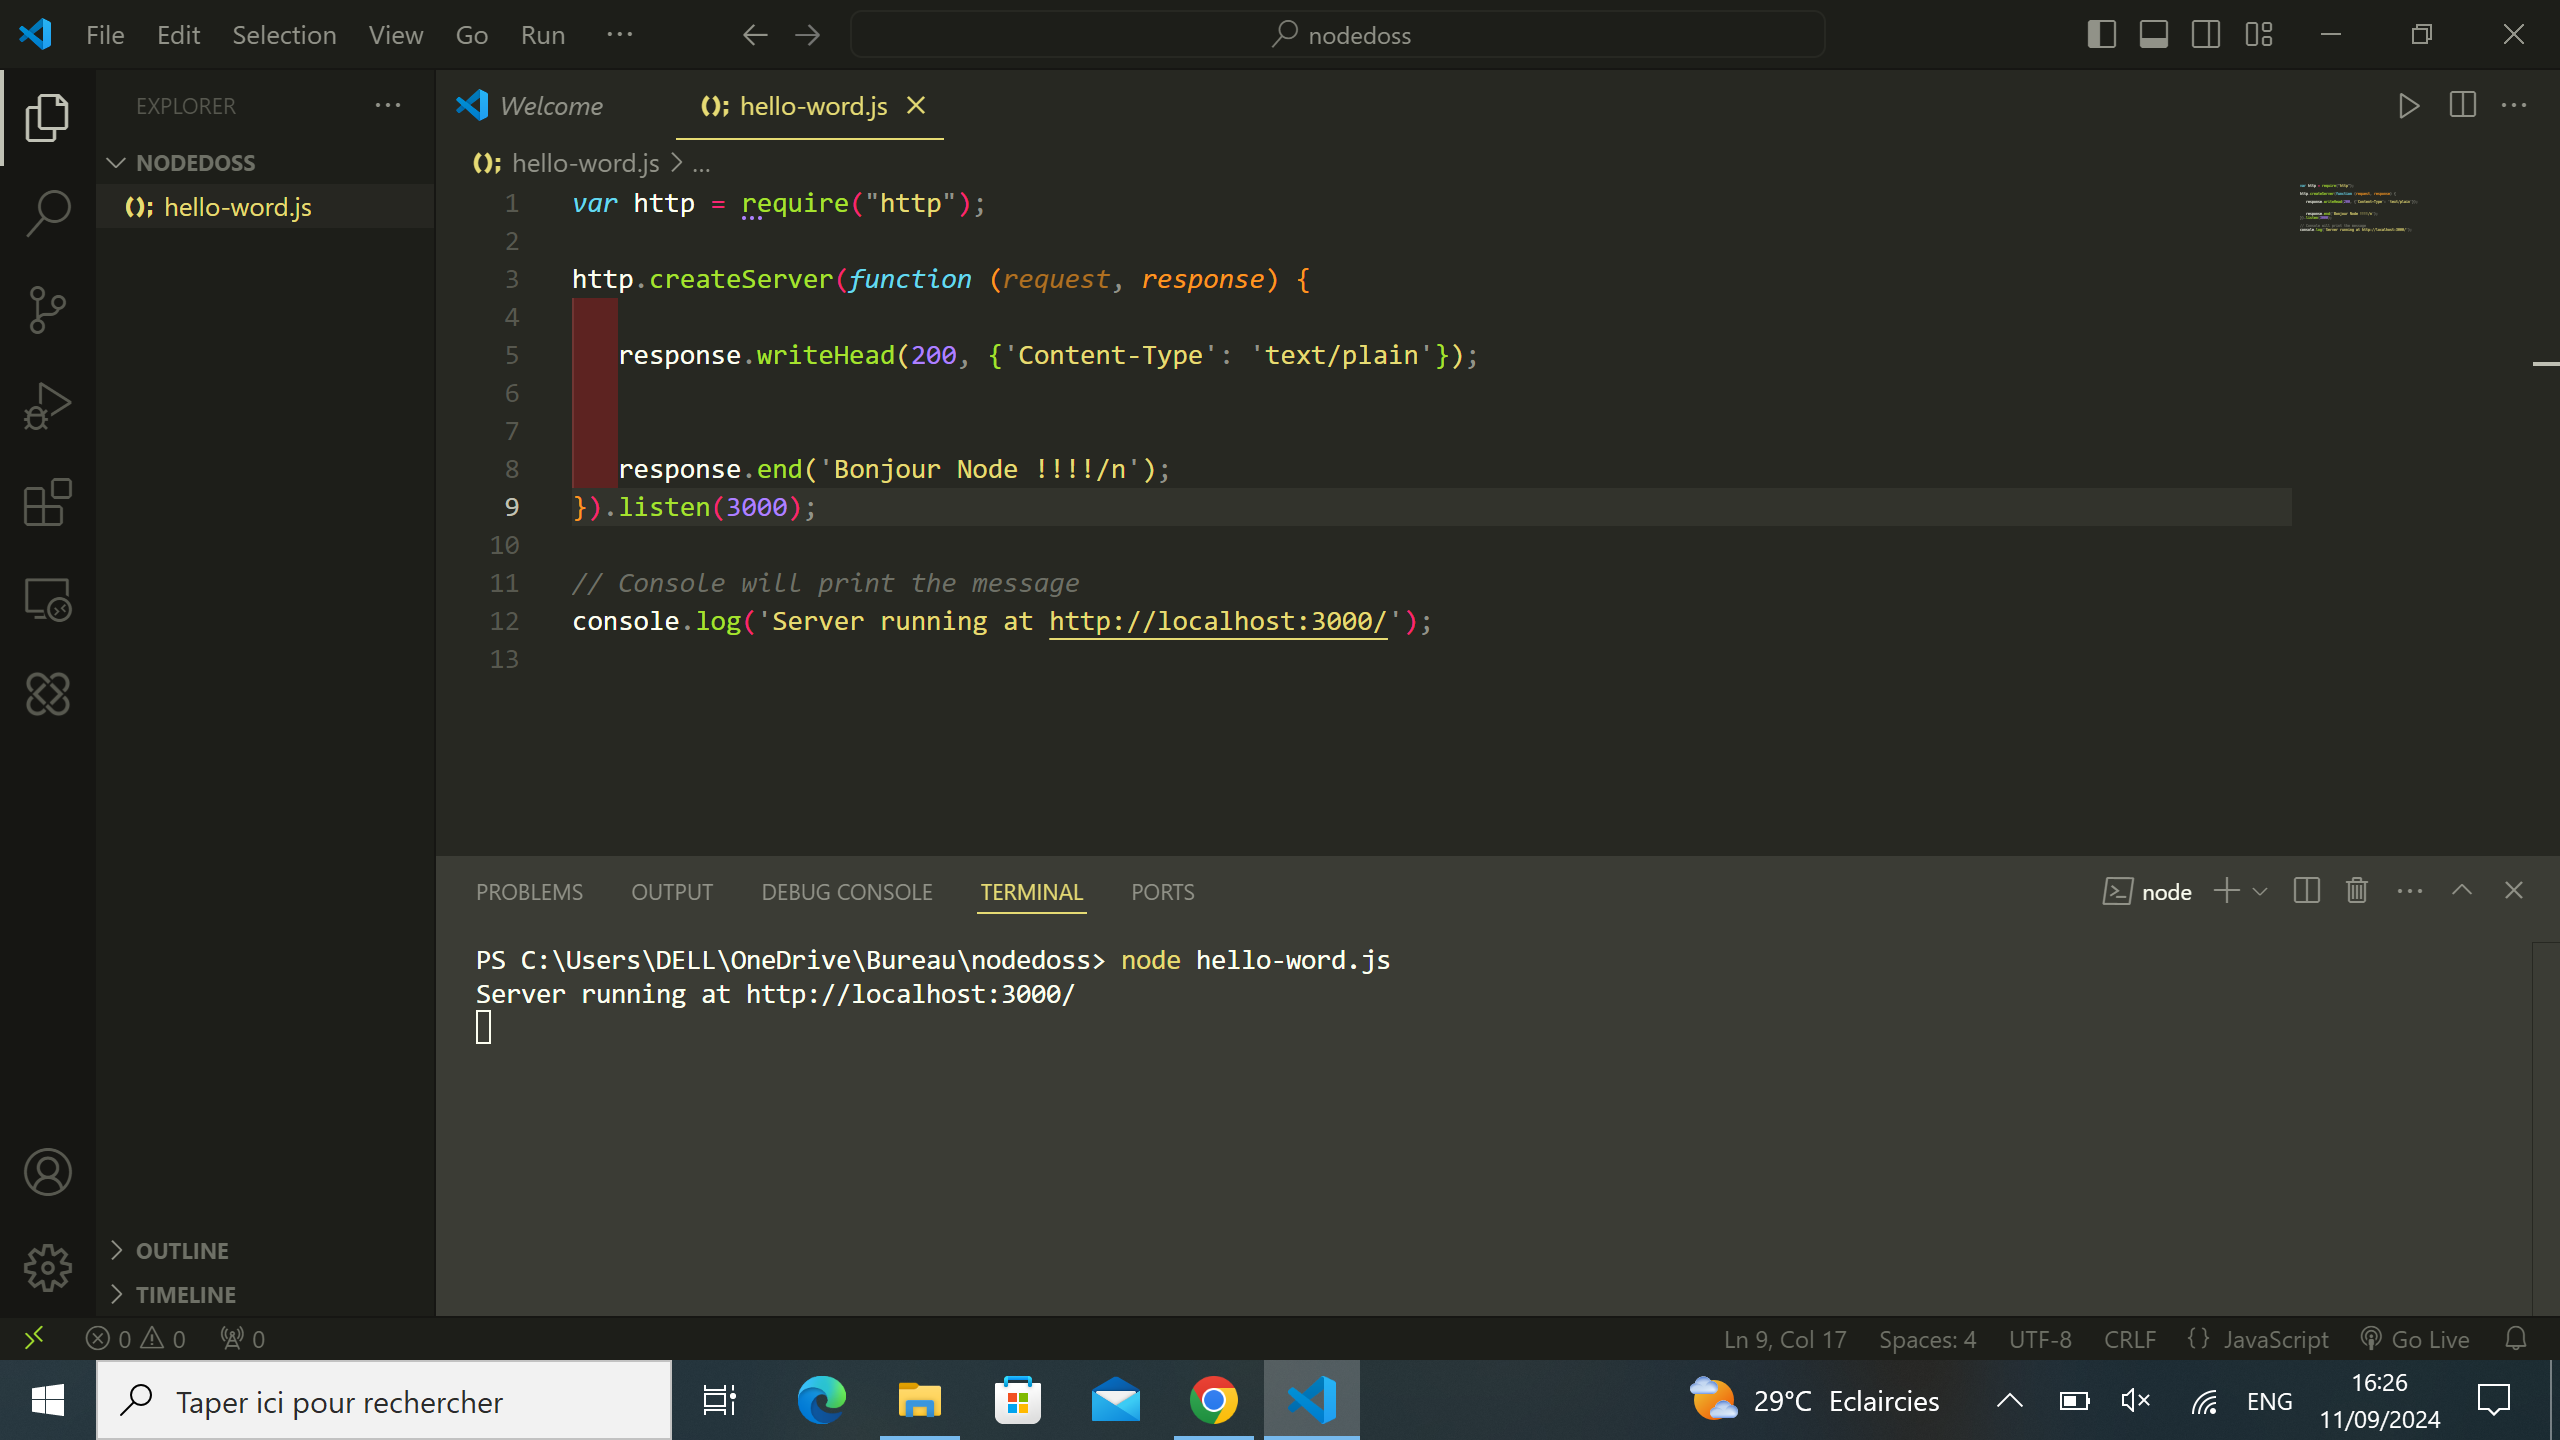 File Edit Selection View Go Run ··· nodedoss
EXPLORER ···
NODEDOSS
hello-word.js
Welcome hello-word.js
hello-word.js > ...
1 var http = require("http");
2
3 http.createServer(function (request, response) {
4
5 response.writeHead(200, {'Content-Type': 'text/plain'});
6
7
8 response.end('Bonjour Node !!!!/n');
9 }).listen(3000);
10
11 // Console will print the message
12 console.log('Server running at http://localhost:3000/');
13
PROBLEMS OUTPUT DEBUG CONSOLE TERMINAL PORTS node
PS C:\Users\DELL\OneDrive\Bureau\nodedoss> node hello-word.js
Server running at http://localhost:3000/
OUTLINE
TIMELINE
0 0 0 Ln 9, Col 17 Spaces: 4 UTF-8 CRLF {} JavaScript Go Live
Taper ici pour rechercher 29°C Eclaircies ENG 16:26
11/09/2024